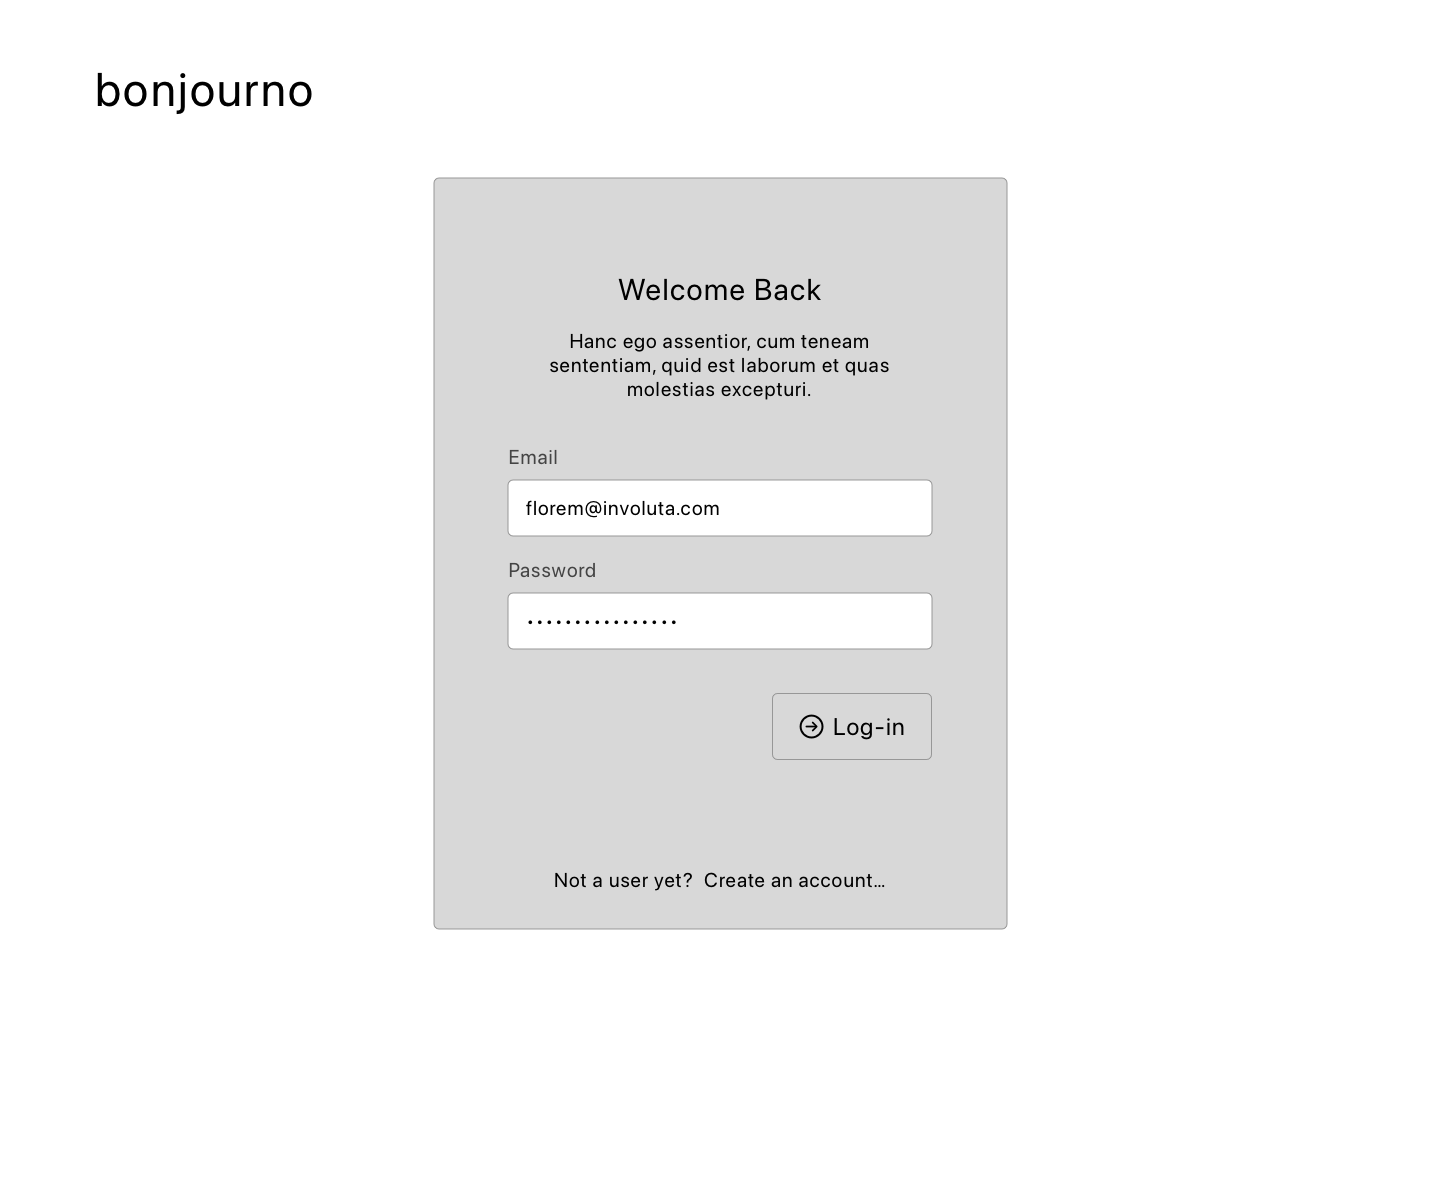 bonjourno
Welcome Back
Hanc ego assentior, cum teneam
sententiam, quid est laborum et quas
molestias excepturi.
Email
florem@involuta.com
Password
••••••••••••••••
Log-in
Not a user yet?  Create an account…